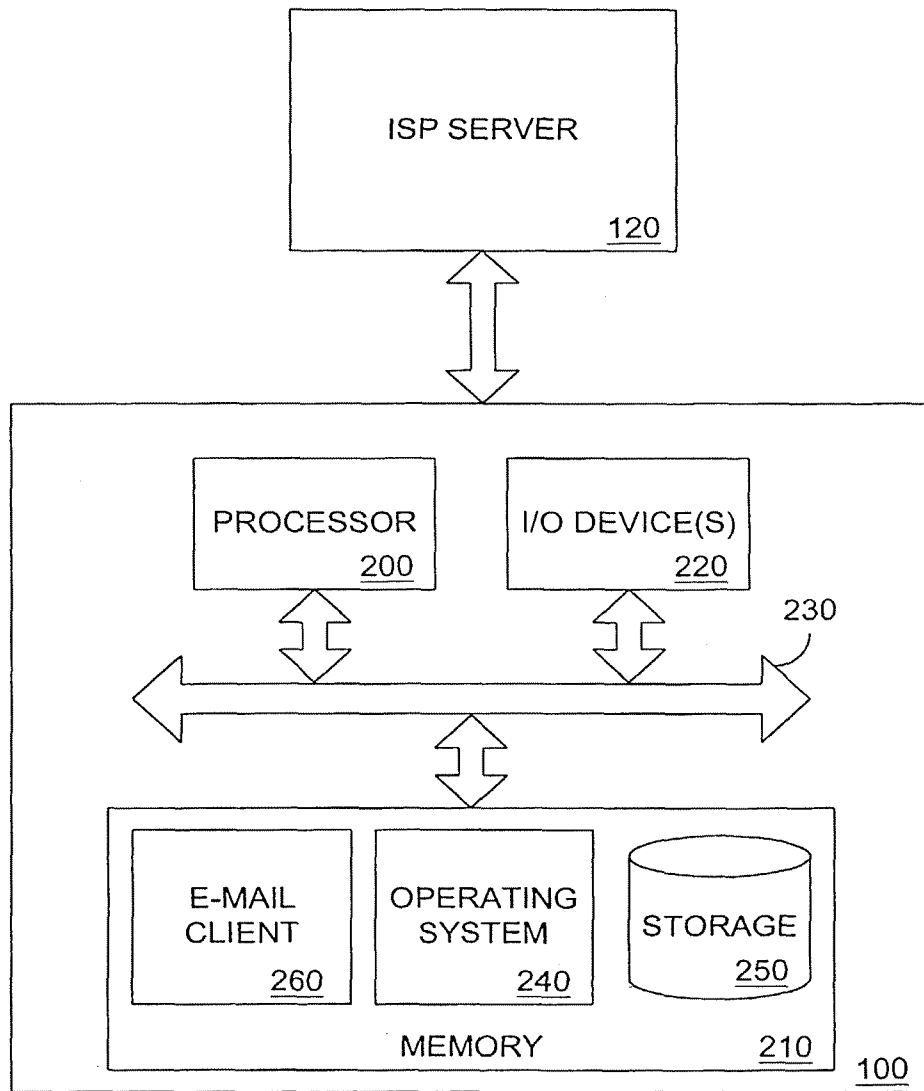 ISP SERVER
120
PROCESSOR
200
I/O DEVICE(S)
220
230
E-MAIL
CLIENT
260
OPERATING
SYSTEM
240
STORAGE
250
MEMORY
210
100